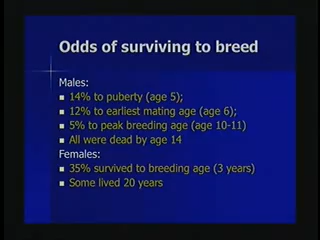 Odds of surviving to breed
Males:
14% to puberty (age 5);
12% to earliest mating age (age 6);
5% to peak breeding age (age 10-11)
All were dead by age 14
Females:
35% survived to breeding age (3 years)
Some lived 20 years